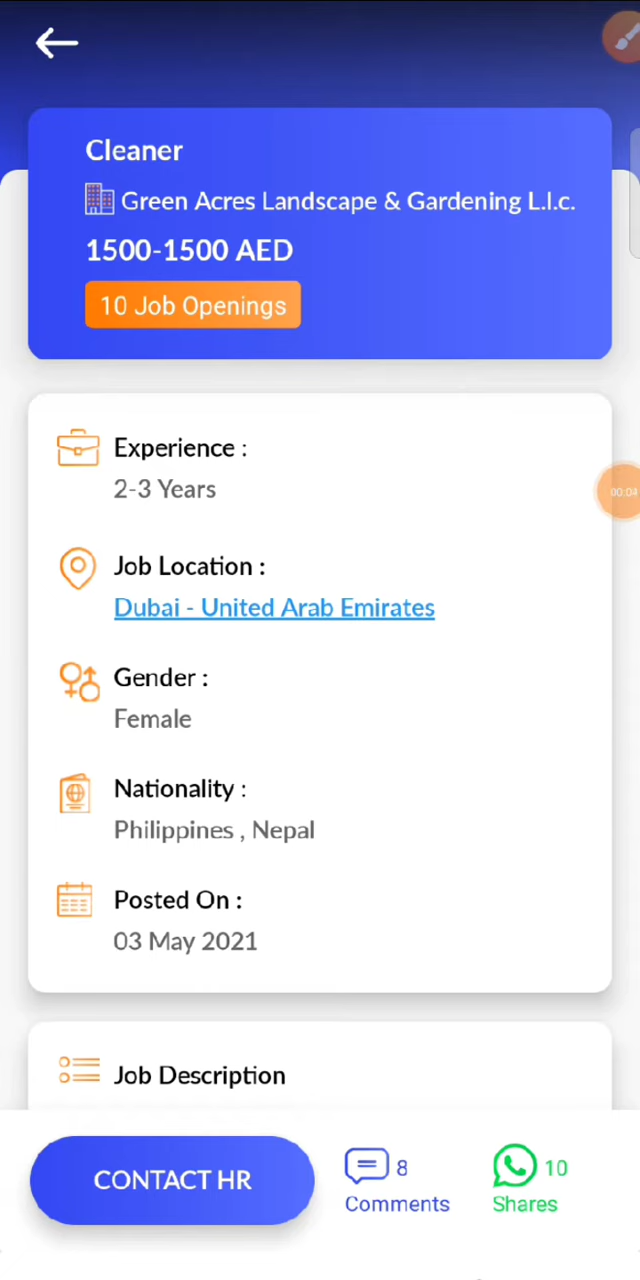 Cleaner
Green Acres Landscape & Gardening L.l.c.
1500-1500 AED
10 Job Openings
Experience :
2-3 Years
00:04
Job Location :
Dubai - United Arab Emirates
Gender :
Female
Nationality :
Philippines , Nepal
Posted On :
03 May 2021
Job Description
CONTACT HR
8
Comments
10
Shares